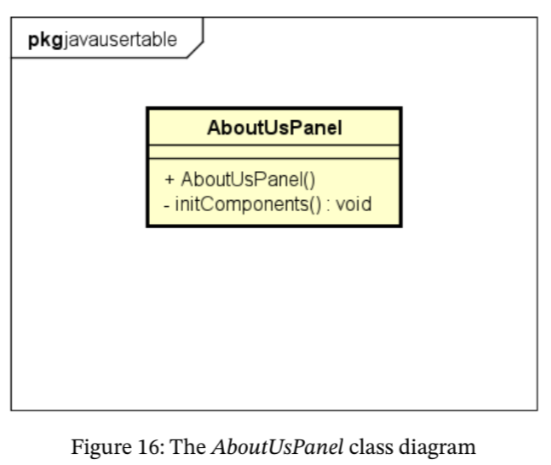 pkgjavausertable
AboutUsPanel
+ AboutUsPanel()
- initComponents() : void
Figure 16: The AboutUsPanel class diagram